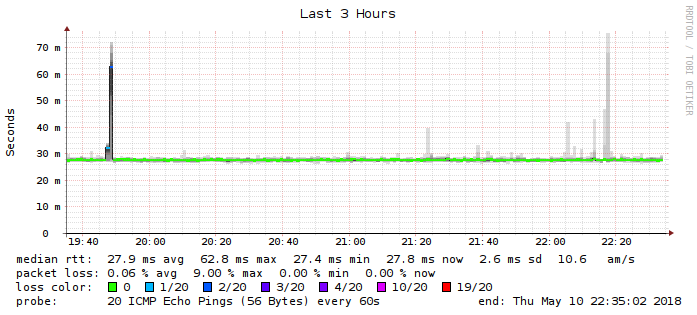 Last 3 Hours
RRDTOOL / TOBI OETIKER
Seconds
70 m
60 m
50 m
40 m
30 m
20 m
10 m
0
19:40 20:00 20:20 20:40 21:00 21:20 21:40 22:00 22:20
median rtt: 27.9 ms avg 62.8 ms max 27.4 ms min 27.8 ms now 2.6 ms sd 10.6 am/s
packet loss: 0.06 % avg 9.00 % max 0.00 % min 0.00 % now
loss color: 0 1/20 2/20 3/20 4/20 10/20 19/20
probe: 20 ICMP Echo Pings (56 Bytes) every 60s end: Thu May 10 22:35:02 2018